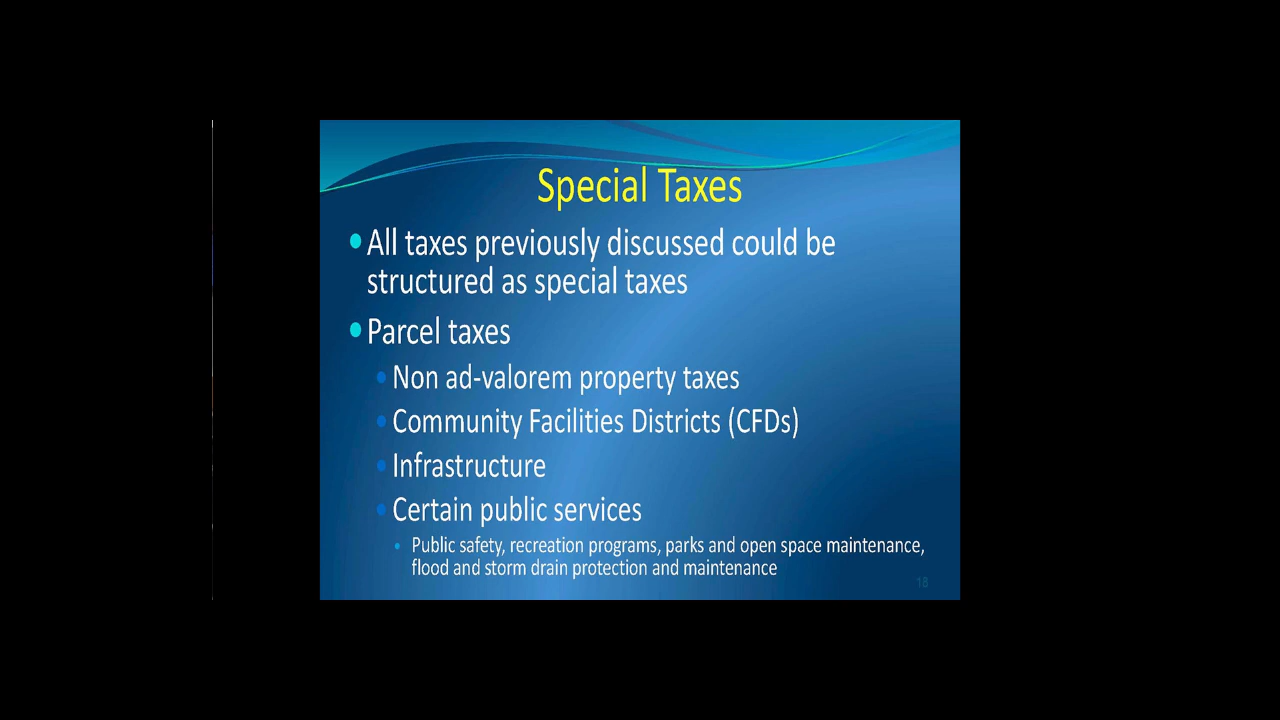 Special Taxes
All taxes previously discussed could be
structured as special taxes
Parcel taxes
Non ad-valorem property taxes
Community Facilities Districts (CFDs)
Infrastructure
Certain public services
Public safety, recreation programs, parks and open space maintenance,
flood and storm drain protection and maintenance
18